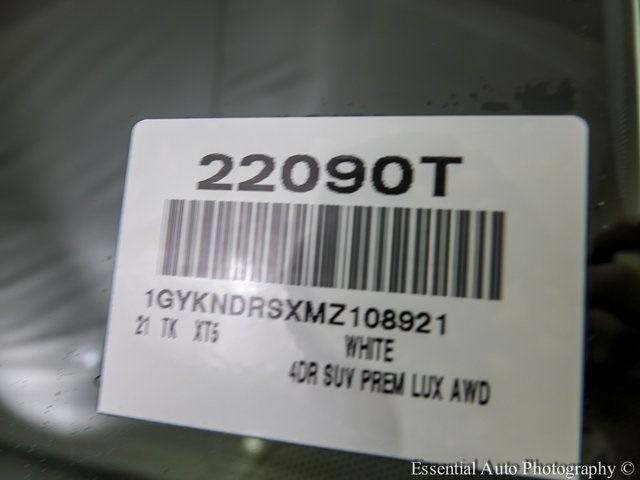 22090T
1GYKNDRSXMZ108921
21 TK XT5
WHITE
4DR SUV PREM LUX AWD
Essential Auto Photography ©